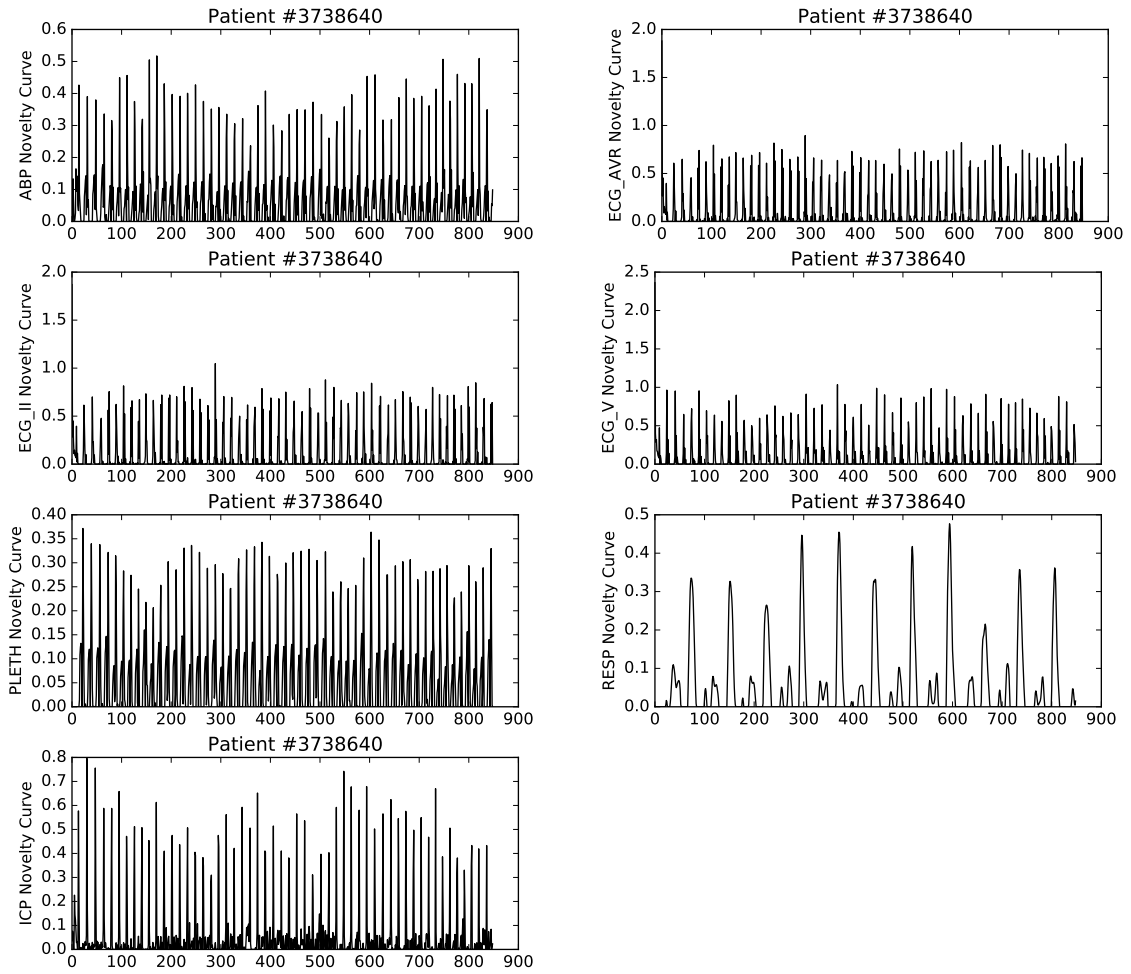 Patient #3738640
ABP Novelty Curve
0.6
0.5
0.4
0.3
0.2
0.1
0.0
0 100 200 300 400 500 600 700 800 900
Patient #3738640
ECG_AVR Novelty Curve
2.0
1.5
1.0
0.5
0.0
0 100 200 300 400 500 600 700 800 900
Patient #3738640
ECG_II Novelty Curve
2.0
1.5
1.0
0.5
0.0
0 100 200 300 400 500 600 700 800 900
Patient #3738640
ECG_V Novelty Curve
2.5
2.0
1.5
1.0
0.5
0.0
0 100 200 300 400 500 600 700 800 900
Patient #3738640
PLETH Novelty Curve
0.40
0.35
0.30
0.25
0.20
0.15
0.10
0.05
0.00
0 100 200 300 400 500 600 700 800 900
Patient #3738640
RESP Novelty Curve
0.5
0.4
0.3
0.2
0.1
0.0
0 100 200 300 400 500 600 700 800 900
Patient #3738640
ICP Novelty Curve
0.8
0.7
0.6
0.5
0.4
0.3
0.2
0.1
0.0
0 100 200 300 400 500 600 700 800 900